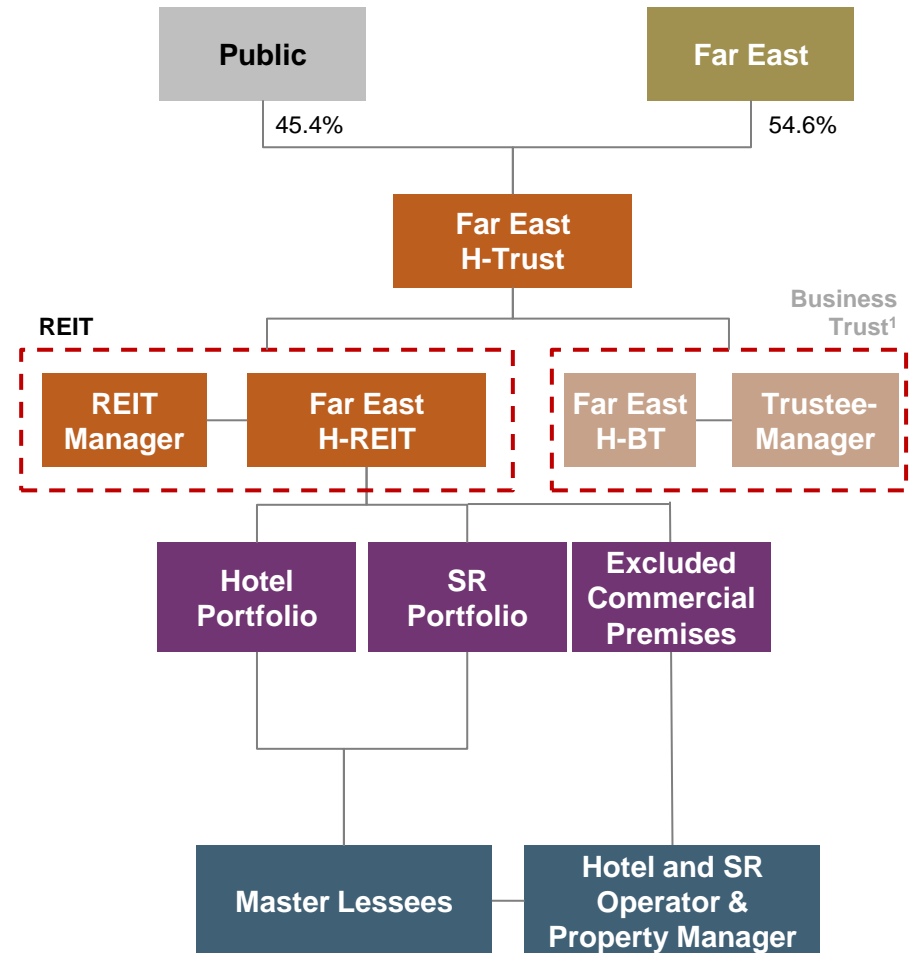 Public
Far East
45.4%
54.6%
Far East
H-Trust
REIT
Business
Trust¹
REIT
Manager
Far East
H-REIT
Far East
H-BT
Trustee-
Manager
Hotel
Portfolio
SR
Portfolio
Excluded
Commercial
Premises
Master Lessees
Hotel and SR
Operator &
Property Manager